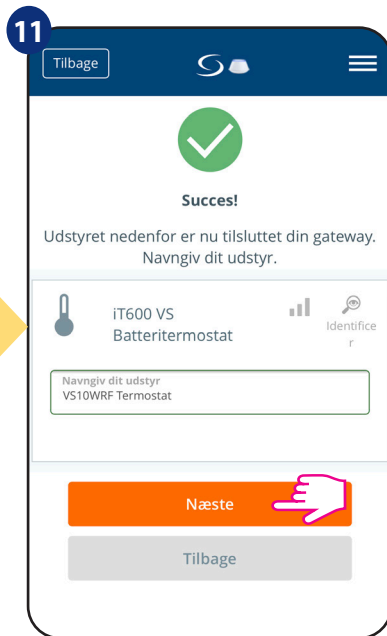 11
Tilbage
Succes!
Udstyret nedenfor er nu tilsluttet din gateway.
Navngiv dit udstyr.
iT600 VS
Batteritermostat
Identifice
r
Navngiv dit udstyr
VS10WRF Termostat
Næste
Tilbage